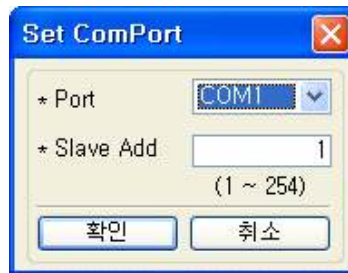 Set ComPort
* Port COM1
* Slave Add 1
(1 ~ 254)
확인 취소